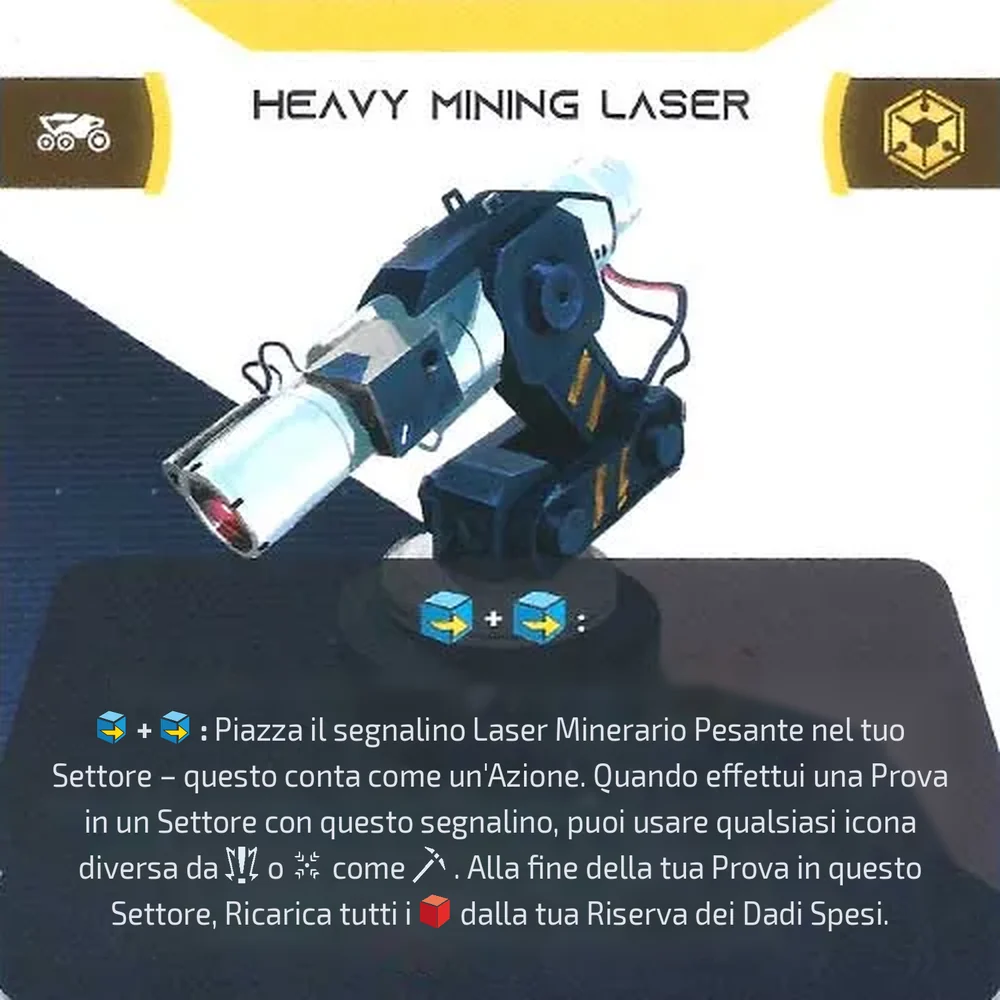 HEAVY MINING LASER
+ :
+ : Piazza il segnalino Laser Minerario Pesante nel tuo
Settore – questo conta come un'Azione. Quando effettui una Prova
in un Settore con questo segnalino, puoi usare qualsiasi icona
diversa da o come . Alla fine della tua Prova in questo
Settore, Ricarica tutti i dalla tua Riserva dei Dadi Spesi.